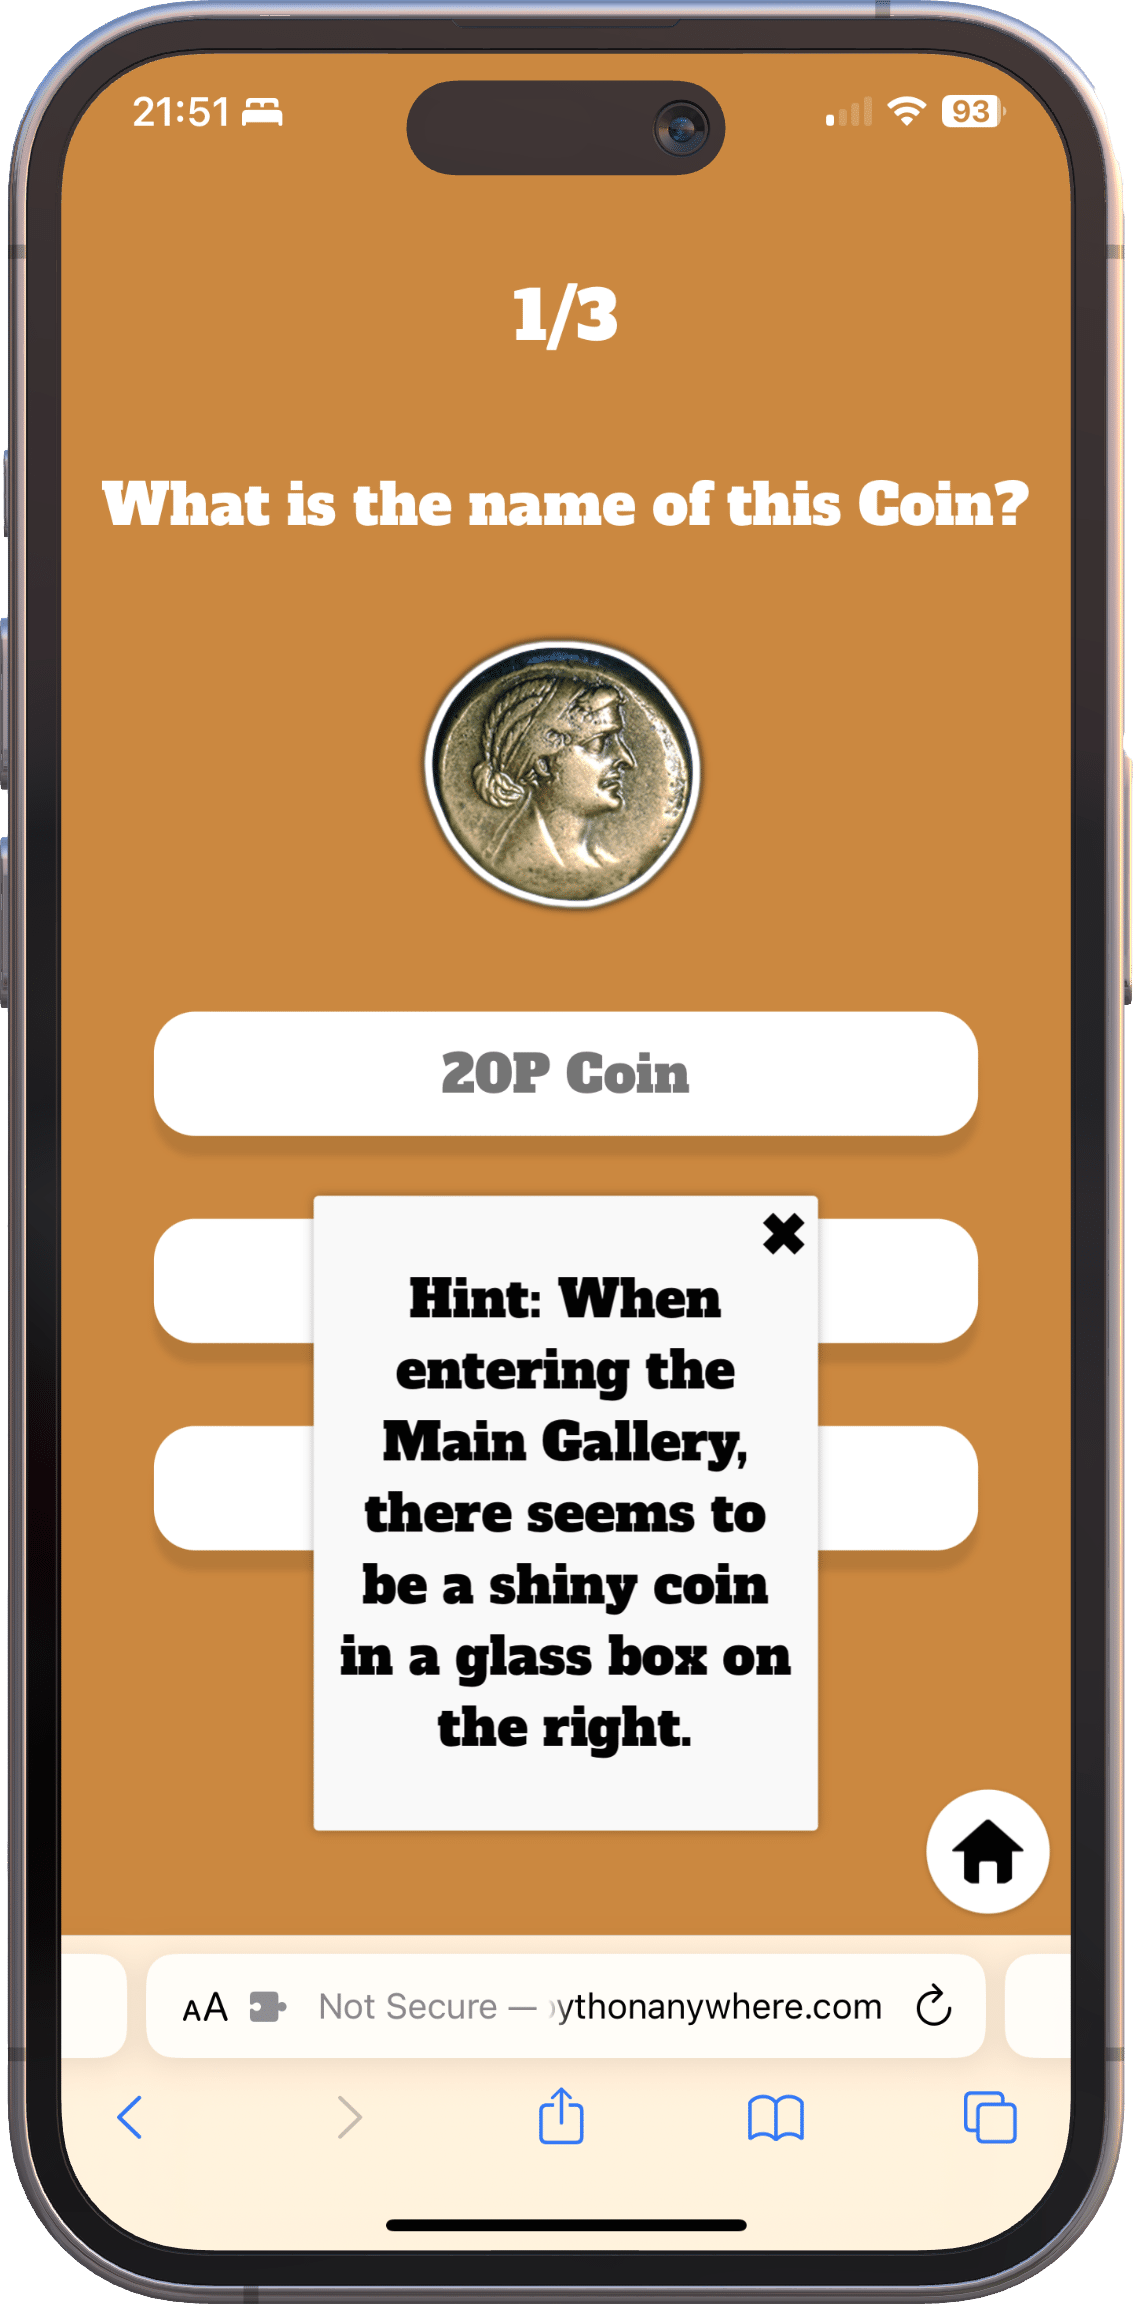 21:51
93
1/3
What is the name of this Coin?
20P Coin
Hint: When
entering the
Main Gallery,
there seems to
be a shiny coin
in a glass box on
the right.
AA Not Secure — ythonanywhere.com